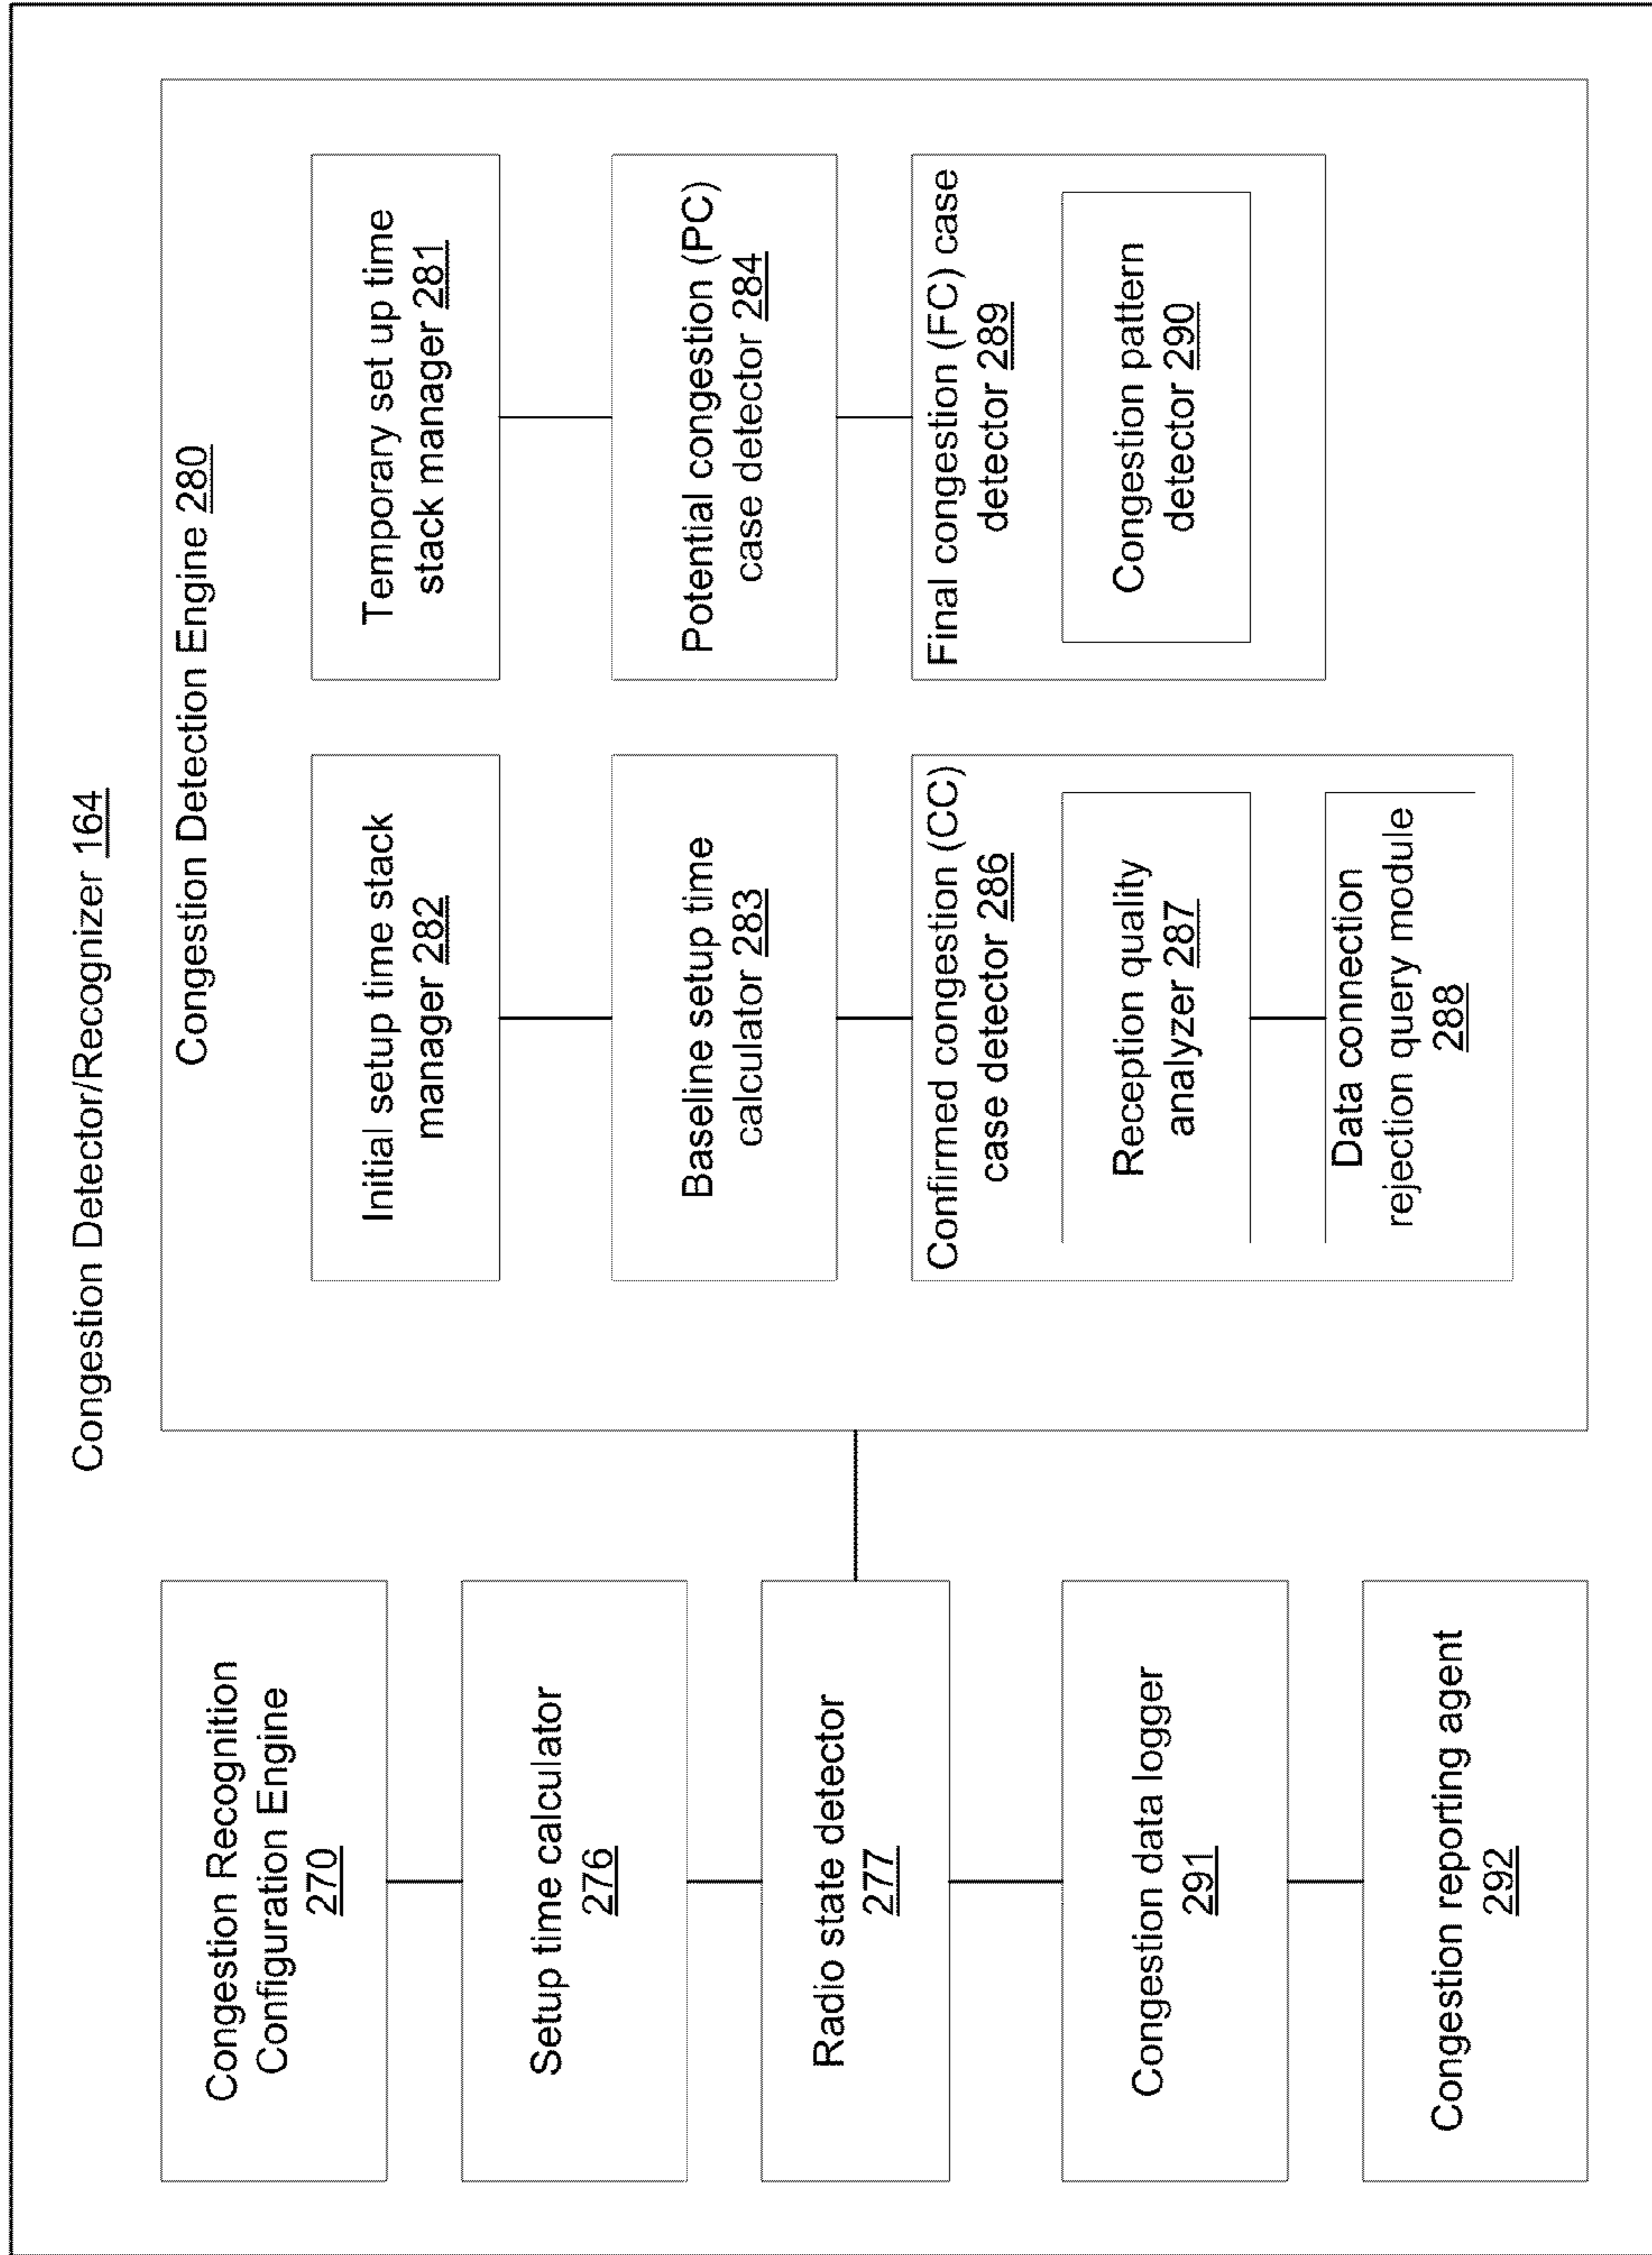 Congestion Detector/Recognizer 164
Congestion Recognition
Configuration Engine
270
Setup time calculator
276
Radio state detector
277
Congestion data logger
291
Congestion reporting agent
292
Congestion Detection Engine 280
Initial setup time stack
manager 282
Baseline setup time
calculator 283
Confirmed congestion (CC)
case detector 286
Reception quality
analyzer 287
Data connection
rejection query module
288
Temporary set up time
stack manager 281
Potential congestion (PC)
case detector 284
Final congestion (FC) case
detector 289
Congestion pattern
detector 290